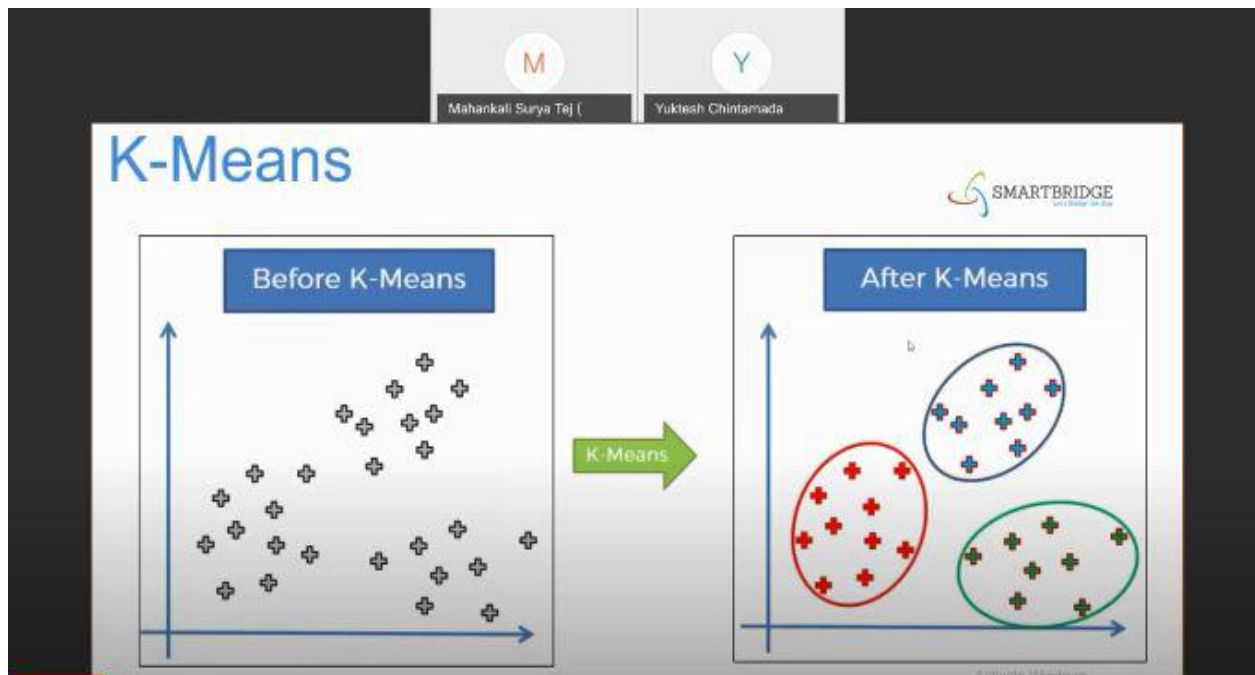 M
Y
Mahankali Surya Tej (
Yuktesh Chintamada
K-Means
SMARTBRIDGE
Before K-Means
After K-Means
K-Means